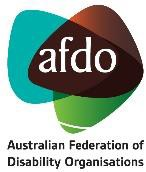 afdo
Australian Federation of
Disability Organisations